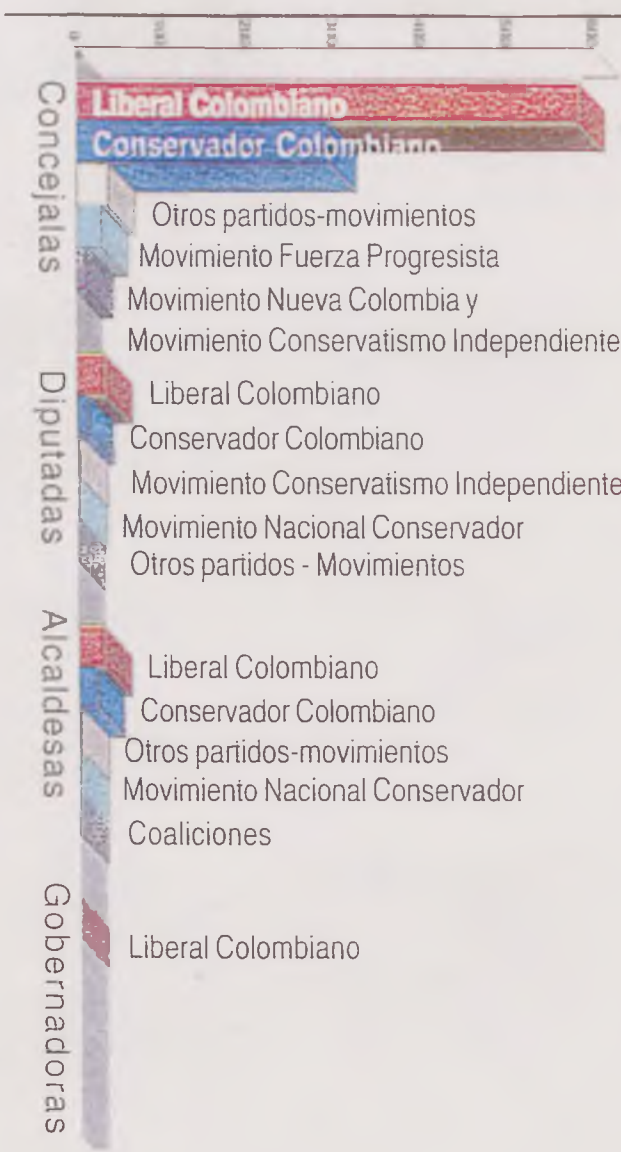 0
Concejalas
Liberal Colombiano
Conservador Colombiano
Otros partidos-movimientos
Movimiento Fuerza Progresista
Movimiento Nueva Colombia y
Movimiento Conservatismo Independiente
Diputadas
Liberal Colombiano
Conservador Colombiano
Movimiento Conservatismo Independiente
Movimiento Nacional Conservador
Otros partidos - Movimientos
Alcaldesas
Liberal Colombiano
Conservador Colombiano
Otros partidos-movimientos
Movimiento Nacional Conservador
Coaliciones
Gobernadoras
Liberal Colombiano